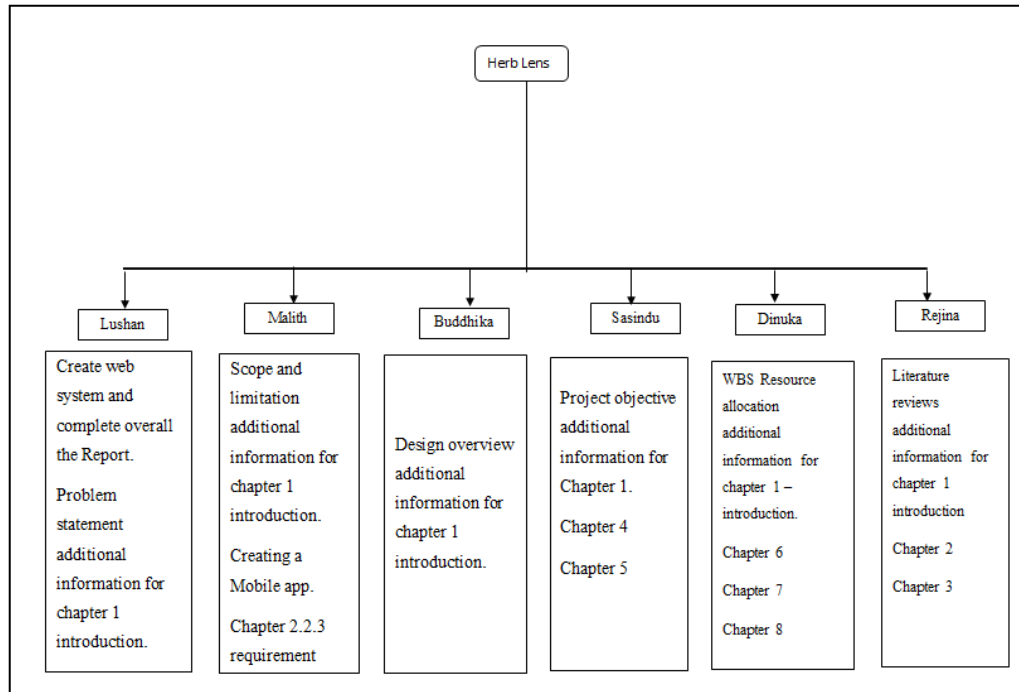 Herb Lens
Lushan
Create web
system and
complete overall
the Report.
Problem
statement
additional
information for
chapter 1
introduction.
Malith
Scope and
limitation
additional
information for
chapter 1
introduction.
Creating a
Mobile app.
Chapter 2.2.3
requirement
Buddhika
Design overview
additional
information for
chapter 1
introduction.
Sasindu
Project objective
additional
information for
Chapter 1.
Chapter 4
Chapter 5
Dinuka
WBS Resource
allocation
additional
information for
chapter 1 –
introduction.
Chapter 6
Chapter 7
Chapter 8
Rejina
Literature
reviews
additional
information for
chapter 1
introduction
Chapter 2
Chapter 3